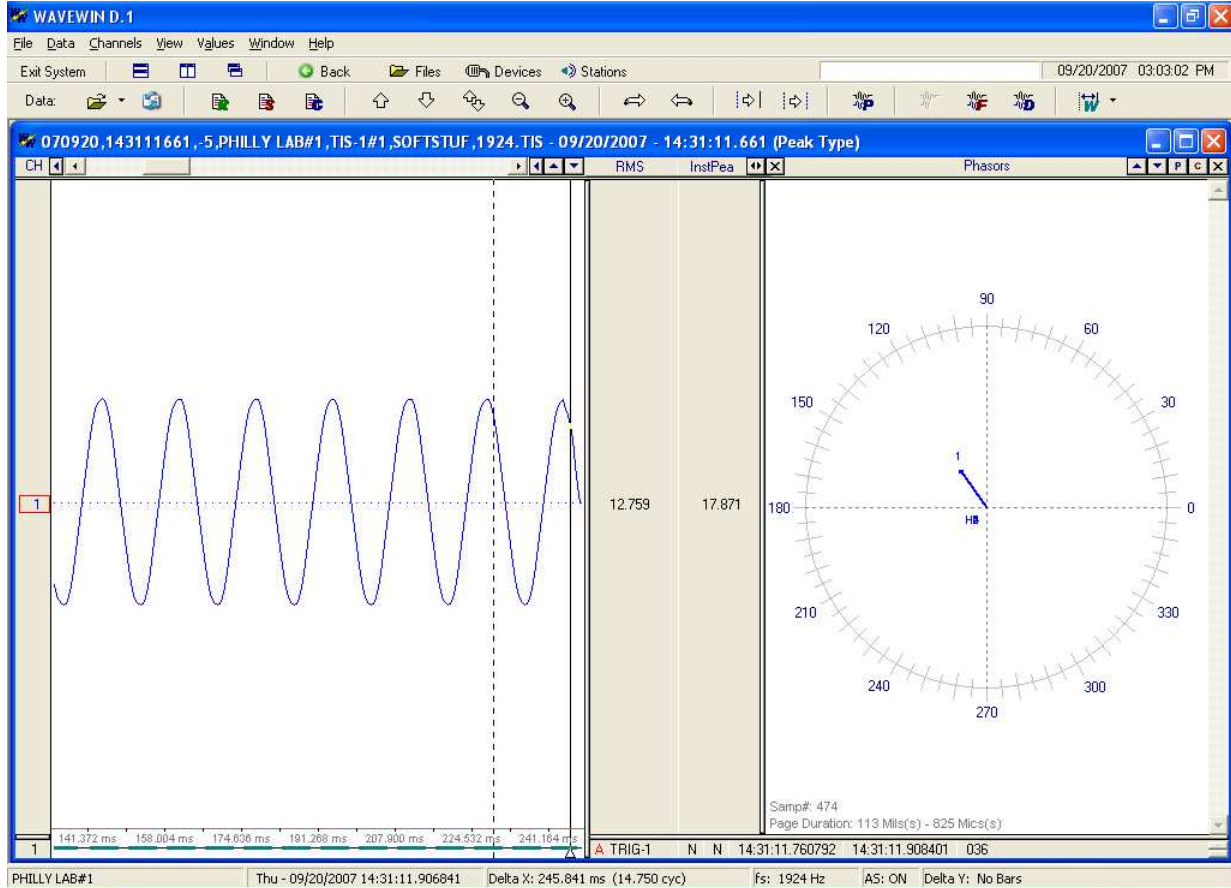 WAVEWIN D.1
File Data Channels View Values Window Help
Exit System Back Files Devices Stations 09/20/2007 03:03:02 PM
Data:
070920,143111661,-5,PHILLY LAB#1,TIS-1#1,SOFTSTUF,1924.TIS - 09/20/2007 - 14:31:11.661 (Peak Type)
CH RMS InstPea Phasors P C X
90
120 60
150 30
1
1 12.759 17.871 180 0
210 330
240 300
270
Samp#: 474
Page Duration: 113 Mils(s) - 825 Mics(s)
141.372 ms 158.004 ms 174.636 ms 191.268 ms 207.900 ms 224.532 ms 241.164 ms
1 A TRIG-1 N N 14:31:11.760792 14:31:11.908401 036
PHILLY LAB#1 Thu - 09/20/2007 14:31:11.906841 Delta X: 245.841 ms (14.750 cyc) fs: 1924 Hz AS: ON Delta Y: No Bars